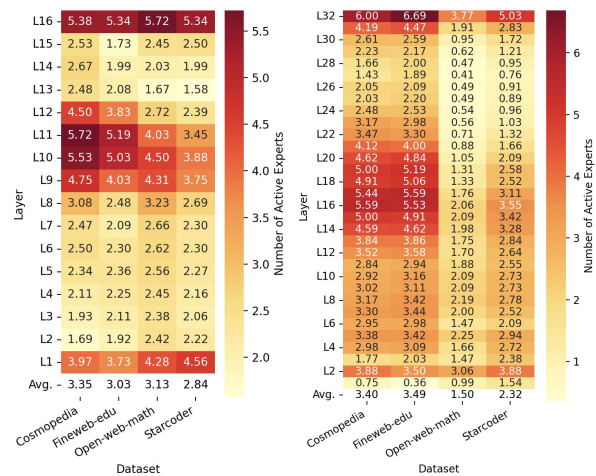 L16 5.38 5.34 5.72 5.34
L15 2.53 1.73 2.45 2.50
L14 2.67 1.99 2.03 1.99
L13 2.48 2.08 1.67 1.58
L12 4.50 3.83 2.72 2.39
L11 5.72 5.19 4.03 3.45
L10 5.53 5.03 4.50 3.88
L9 4.75 4.03 4.31 3.75
L8 3.08 2.48 3.23 2.69
L7 2.47 2.09 2.66 2.30
L6 2.50 2.30 2.62 2.30
L5 2.34 2.36 2.56 2.27
L4 2.11 2.25 2.45 2.16
L3 1.93 2.11 2.38 2.06
L2 1.69 1.92 2.42 2.22
L1 3.97 3.73 4.28 4.56
Avg. 3.35 3.03 3.13 2.84
Cosmopedia Fineweb-edu Open-web-math Starcoder
Dataset
Layer
5.5
5.0
4.5
4.0
3.5
3.0
2.5
2.0
Number of Active Experts
L32 6.00 6.69 3.77 5.03
4.19 4.47 1.91 2.83
L30 2.61 2.59 0.95 1.72
2.23 2.17 0.62 1.21
L28 1.66 2.00 0.47 0.95
1.43 1.89 0.41 0.76
L26 2.05 2.09 0.49 0.91
2.03 2.20 0.49 0.89
L24 2.48 2.53 0.54 0.96
3.17 2.98 0.56 1.03
L22 3.47 3.30 0.71 1.32
4.12 4.00 0.88 1.66
L20 4.62 4.84 1.05 2.09
5.00 5.19 1.31 2.58
L18 4.91 5.06 1.33 2.52
5.44 5.59 1.76 3.11
L16 5.59 5.53 2.06 3.55
5.00 4.91 2.09 3.42
L14 4.59 4.62 1.98 3.28
3.84 3.86 1.75 2.84
L12 3.52 3.58 1.70 2.64
2.84 2.94 1.88 2.55
L10 2.92 3.16 2.09 2.73
3.02 3.11 2.09 2.73
L8 3.17 3.42 2.19 2.78
3.30 3.44 2.00 2.52
L6 2.95 2.98 1.47 2.09
3.38 3.42 2.25 2.94
L4 2.98 3.09 1.66 2.72
1.77 2.03 1.47 2.38
L2 3.88 3.50 3.06 3.88
0.75 0.36 0.99 1.54
Avg. 3.40 3.49 1.50 2.32
Cosmopedia Fineweb-edu Open-web-math Starcoder
Dataset
Layer
6
5
4
3
2
1
Number of Active Experts